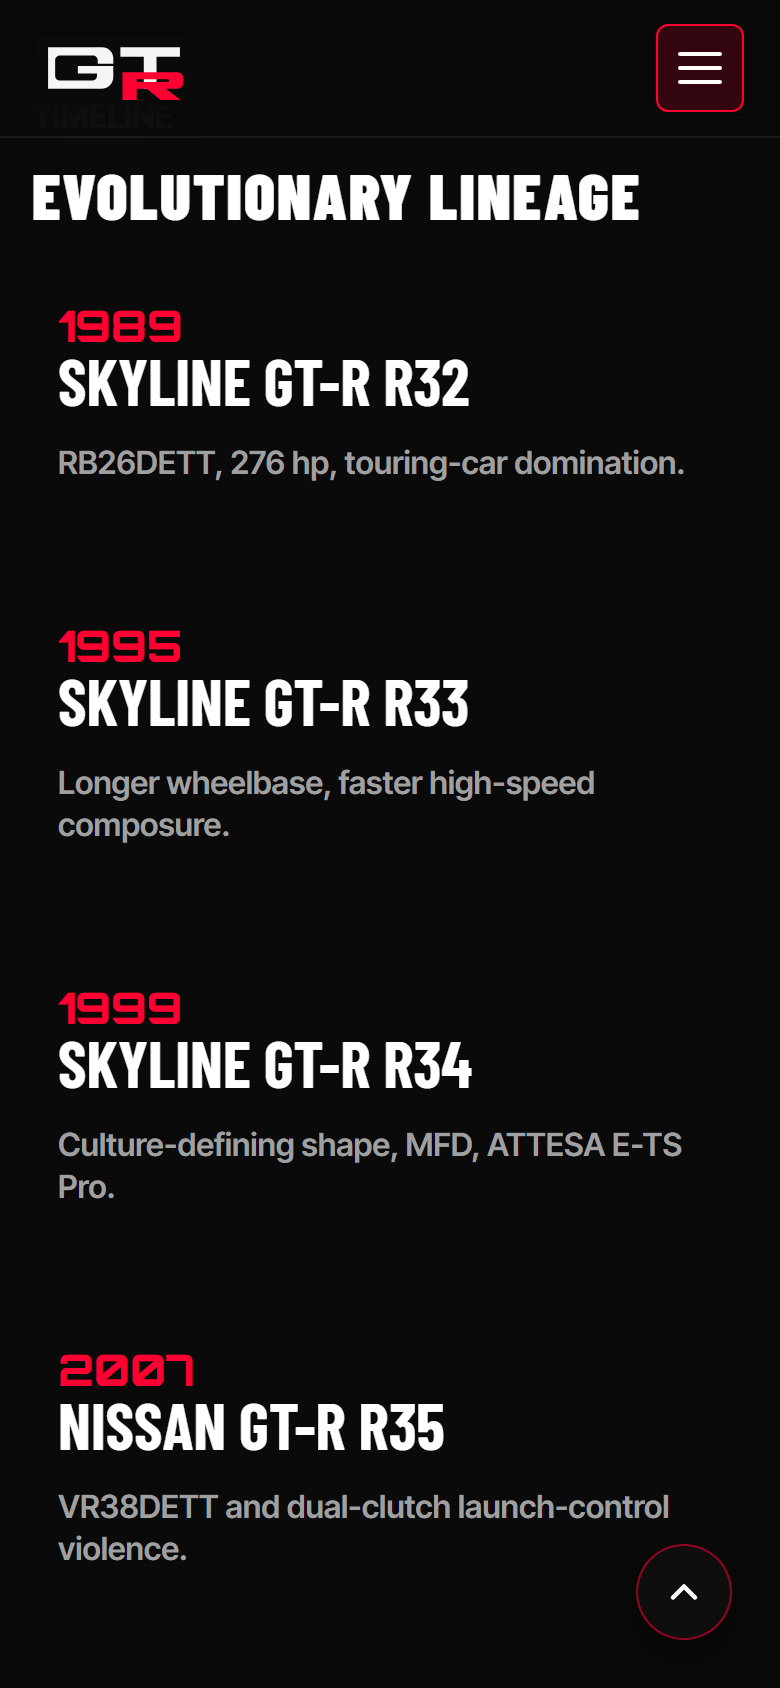 GTR
TIMELINE
EVOLUTIONARY LINEAGE
1989
SKYLINE GT-R R32
RB26DETT, 276 hp, touring-car domination.
1995
SKYLINE GT-R R33
Longer wheelbase, faster high-speed
composure.
1999
SKYLINE GT-R R34
Culture-defining shape, MFD, ATTESA E-TS
Pro.
2007
NISSAN GT-R R35
VR38DETT and dual-clutch launch-control
violence.